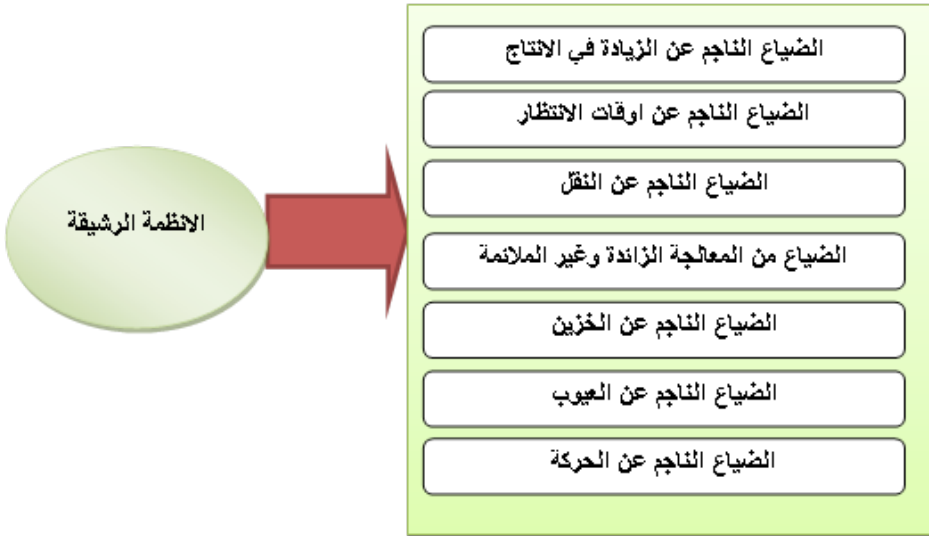 الضياع الناجم عن الزيادة في الانتاج
الضياع الناجم عن اوقات الانتظار
الضياع الناجم عن النقل
الانظمة الرشيقة
الضياع من المعالجة الزائدة وغير الملائمة
الضياع الناجم عن الخزين
الضياع الناجم عن العيوب
الضياع الناجم عن الحركة